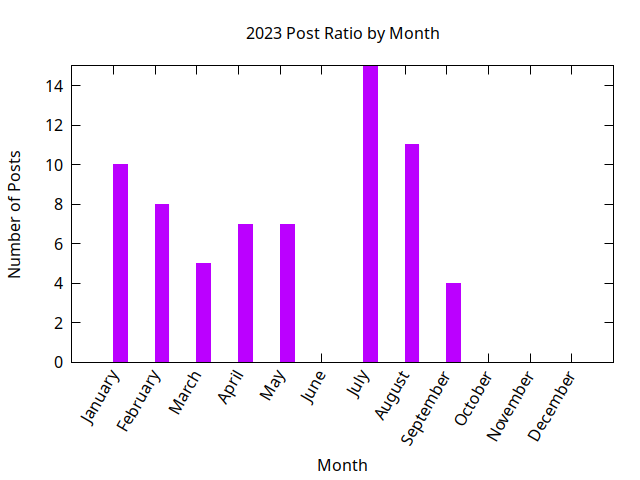 2023 Post Ratio by Month
Number of Posts
14
12
10
8
6
4
2
0
January
February
March
April
May
June
July
August
September
October
November
December
Month